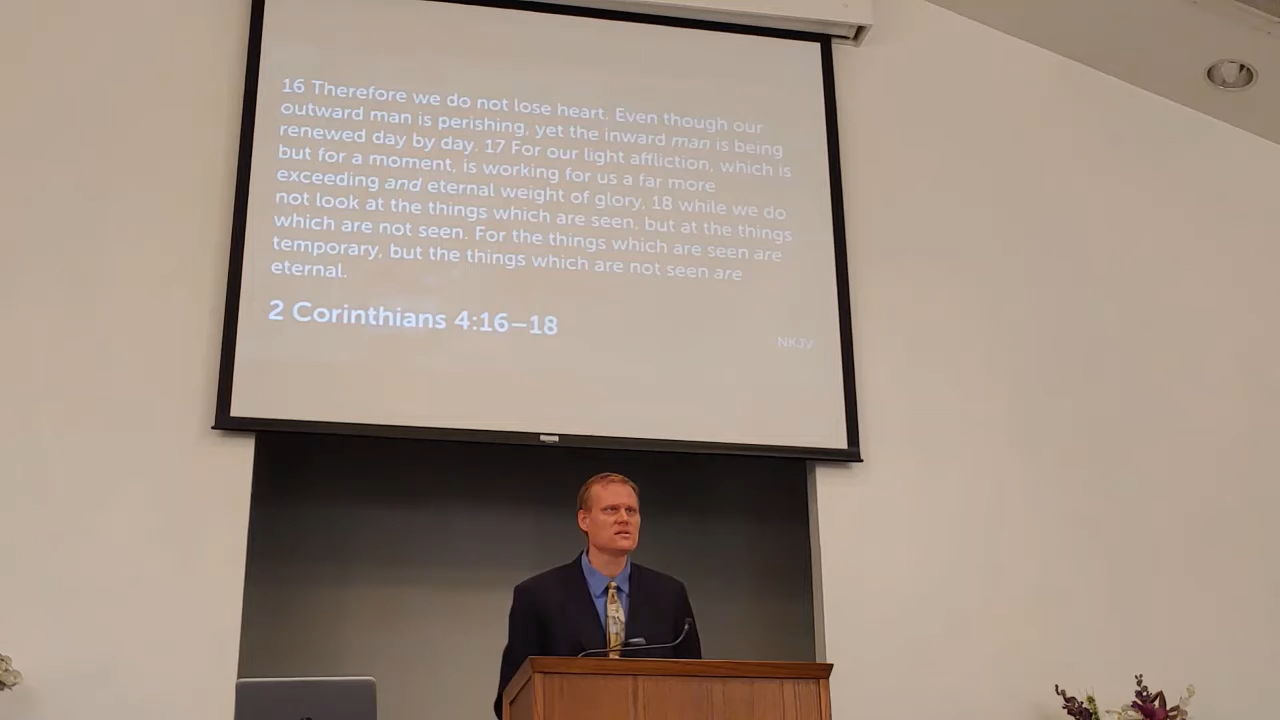 16 Therefore we do not lose heart. Even though our
outward man is perishing, yet the inward man is being
renewed day by day. 17 For our light affliction, which is
but for a moment, is working for us a far more
exceeding and eternal weight of glory, 18 while we do
not look at the things which are seen, but at the things
which are not seen. For the things which are seen are
temporary, but the things which are not seen are
eternal.
2 Corinthians 4:16–18
NKJV